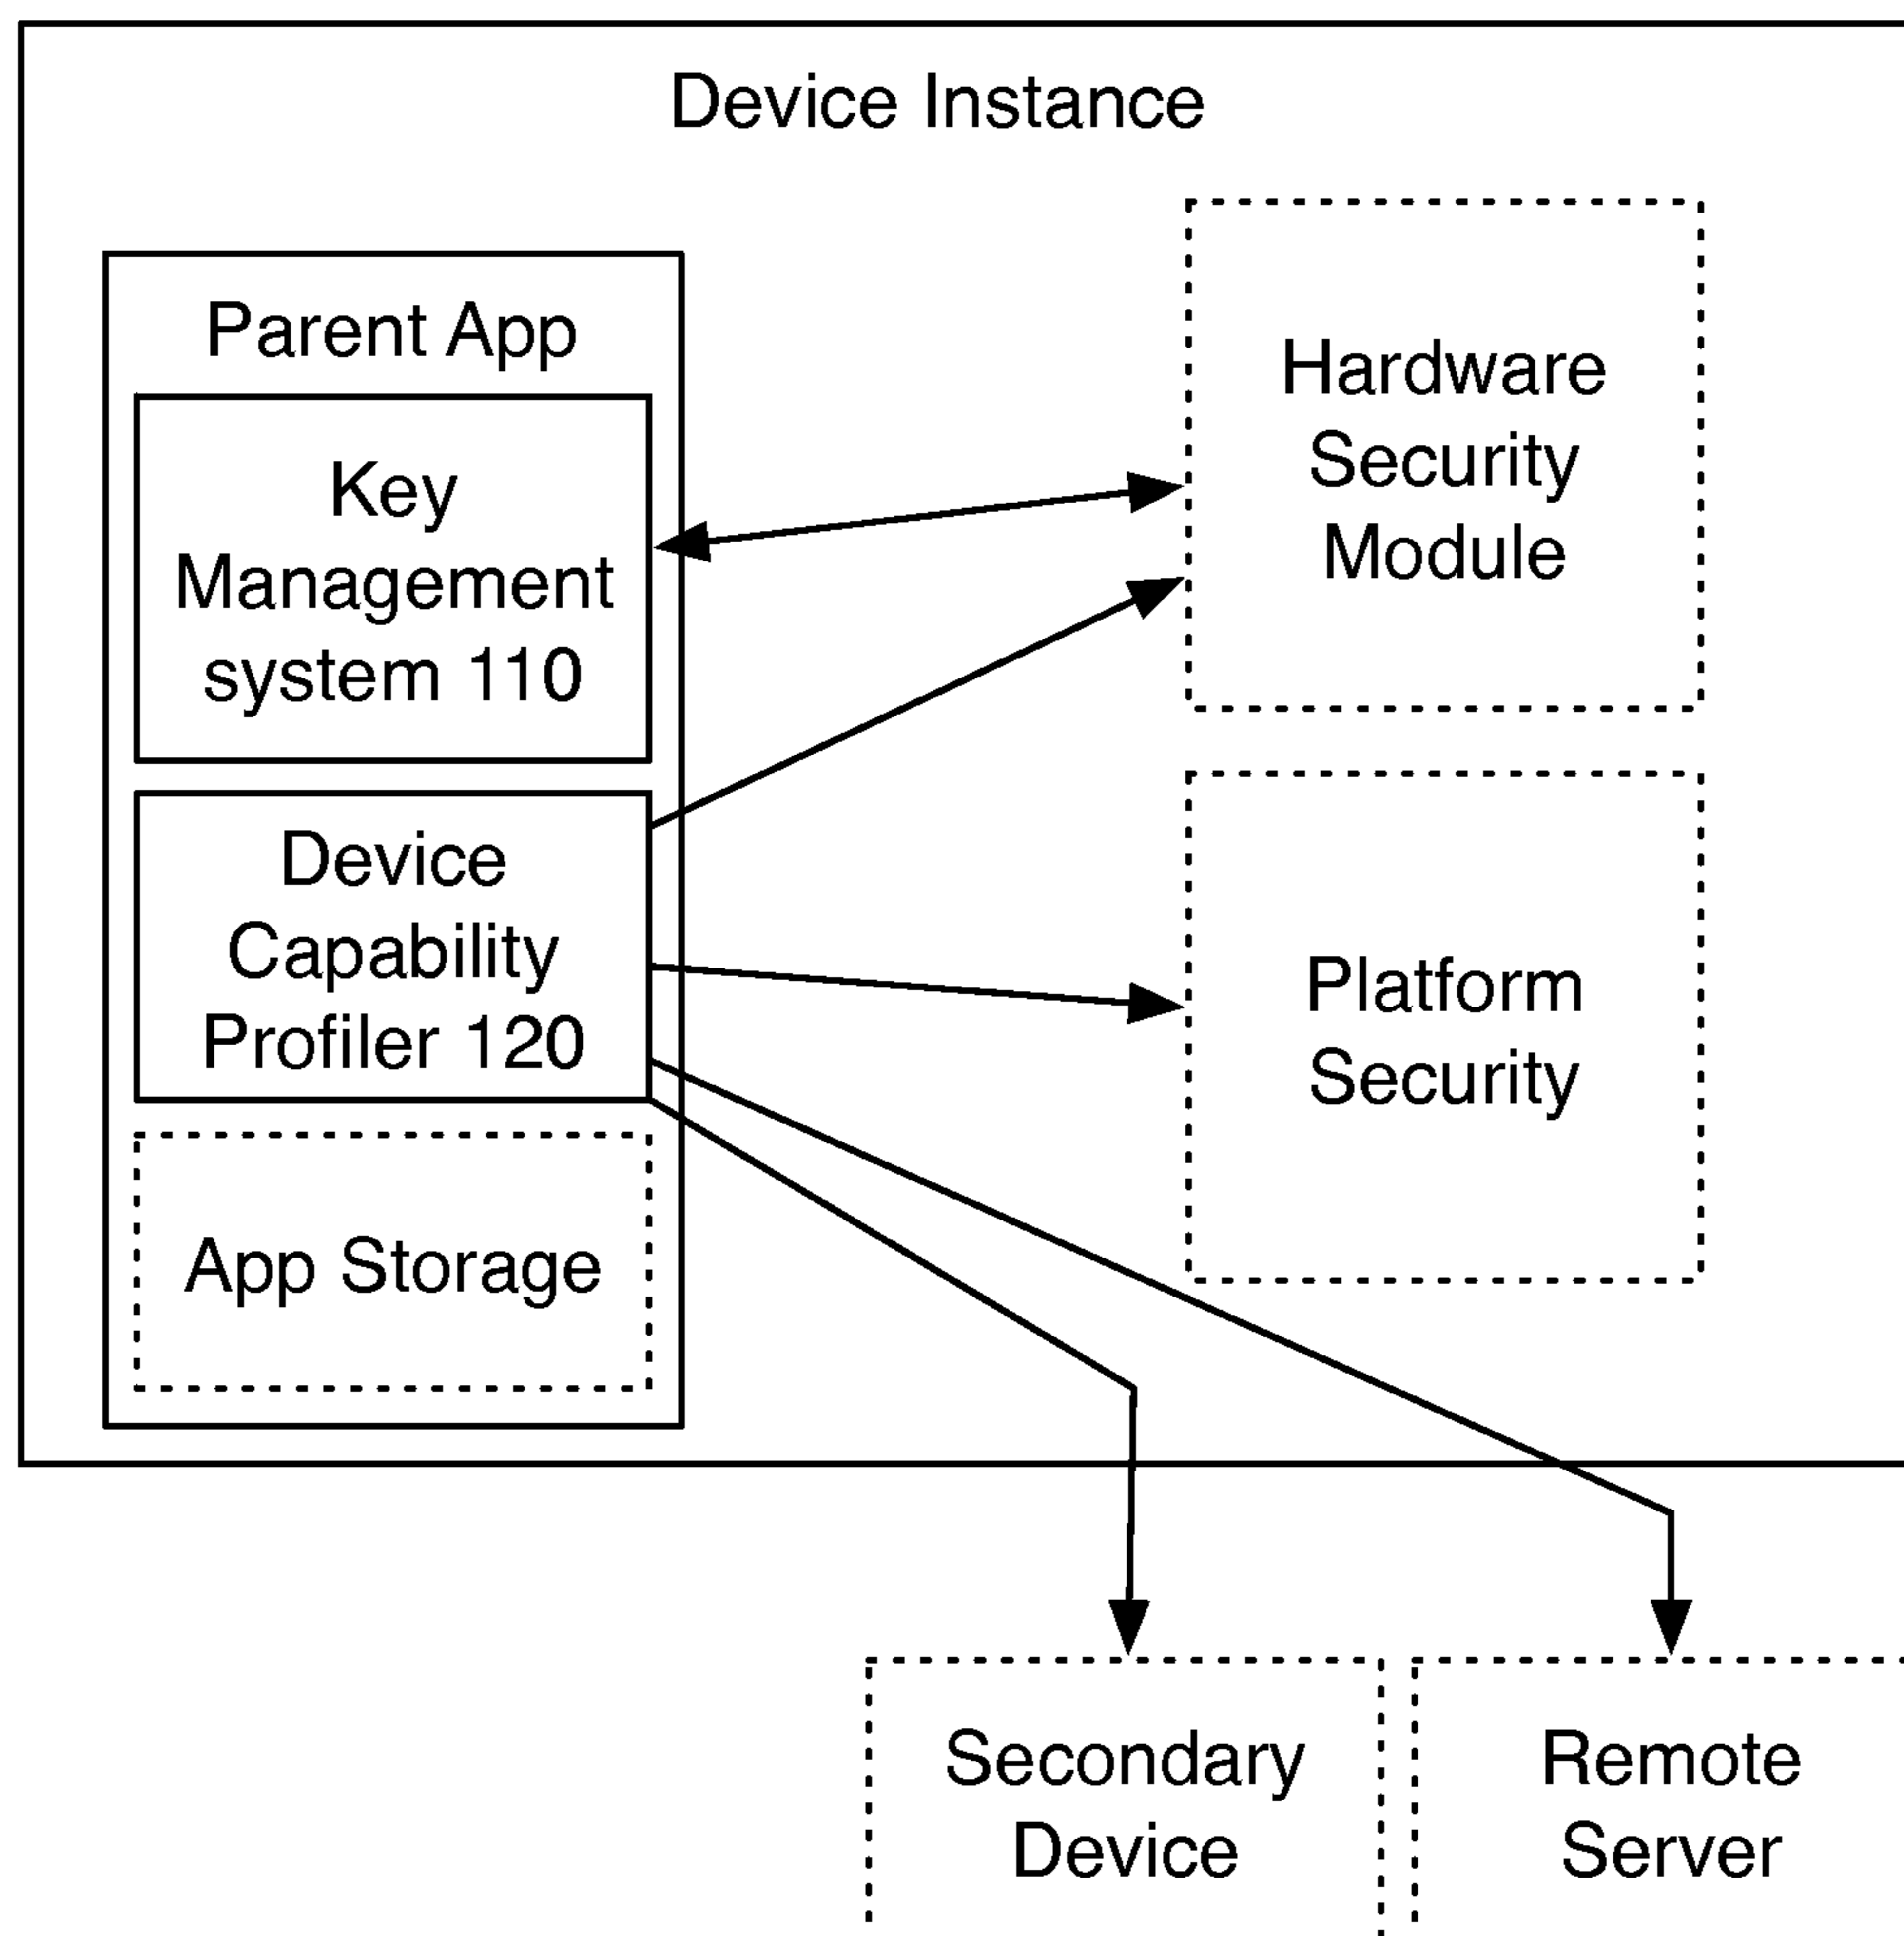 Device Instance
Parent App
Key
Management
system 110
Device
Capability
Profiler 120
App Storage
Hardware
Security
Module
Platform
Security
Secondary
Device
Remote
Server